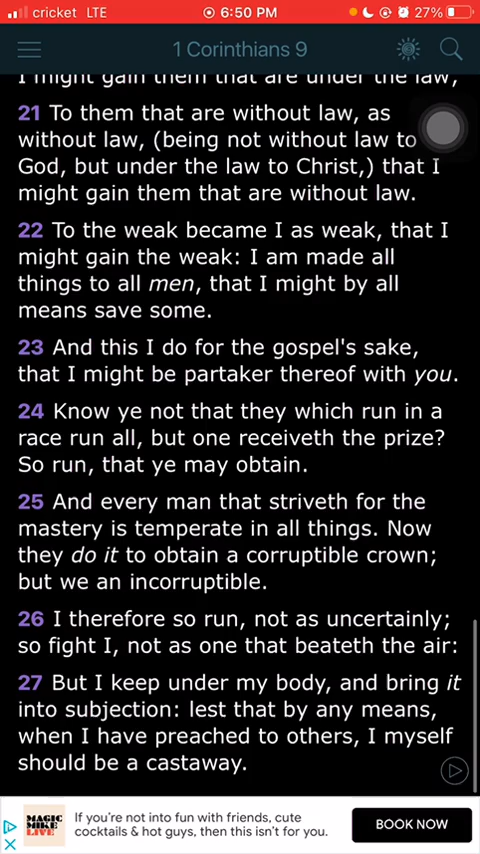 cricket LTE 6:50 PM 27%
1 Corinthians 9
I might gain them that are under the law;
21 To them that are without law, as
without law, (being not without law to
God, but under the law to Christ,) that I
might gain them that are without law.
22 To the weak became I as weak, that I
might gain the weak: I am made all
things to all men, that I might by all
means save some.
23 And this I do for the gospel's sake,
that I might be partaker thereof with you.
24 Know ye not that they which run in a
race run all, but one receiveth the prize?
So run, that ye may obtain.
25 And every man that striveth for the
mastery is temperate in all things. Now
they do it to obtain a corruptible crown;
but we an incorruptible.
26 I therefore so run, not as uncertainly;
so fight I, not as one that beateth the air:
27 But I keep under my body, and bring it
into subjection: lest that by any means,
when I have preached to others, I myself
should be a castaway.
MAGIC
MIKE
LIVE
If you're not into fun with friends, cute
cocktails & hot guys, then this isn't for you.
BOOK NOW